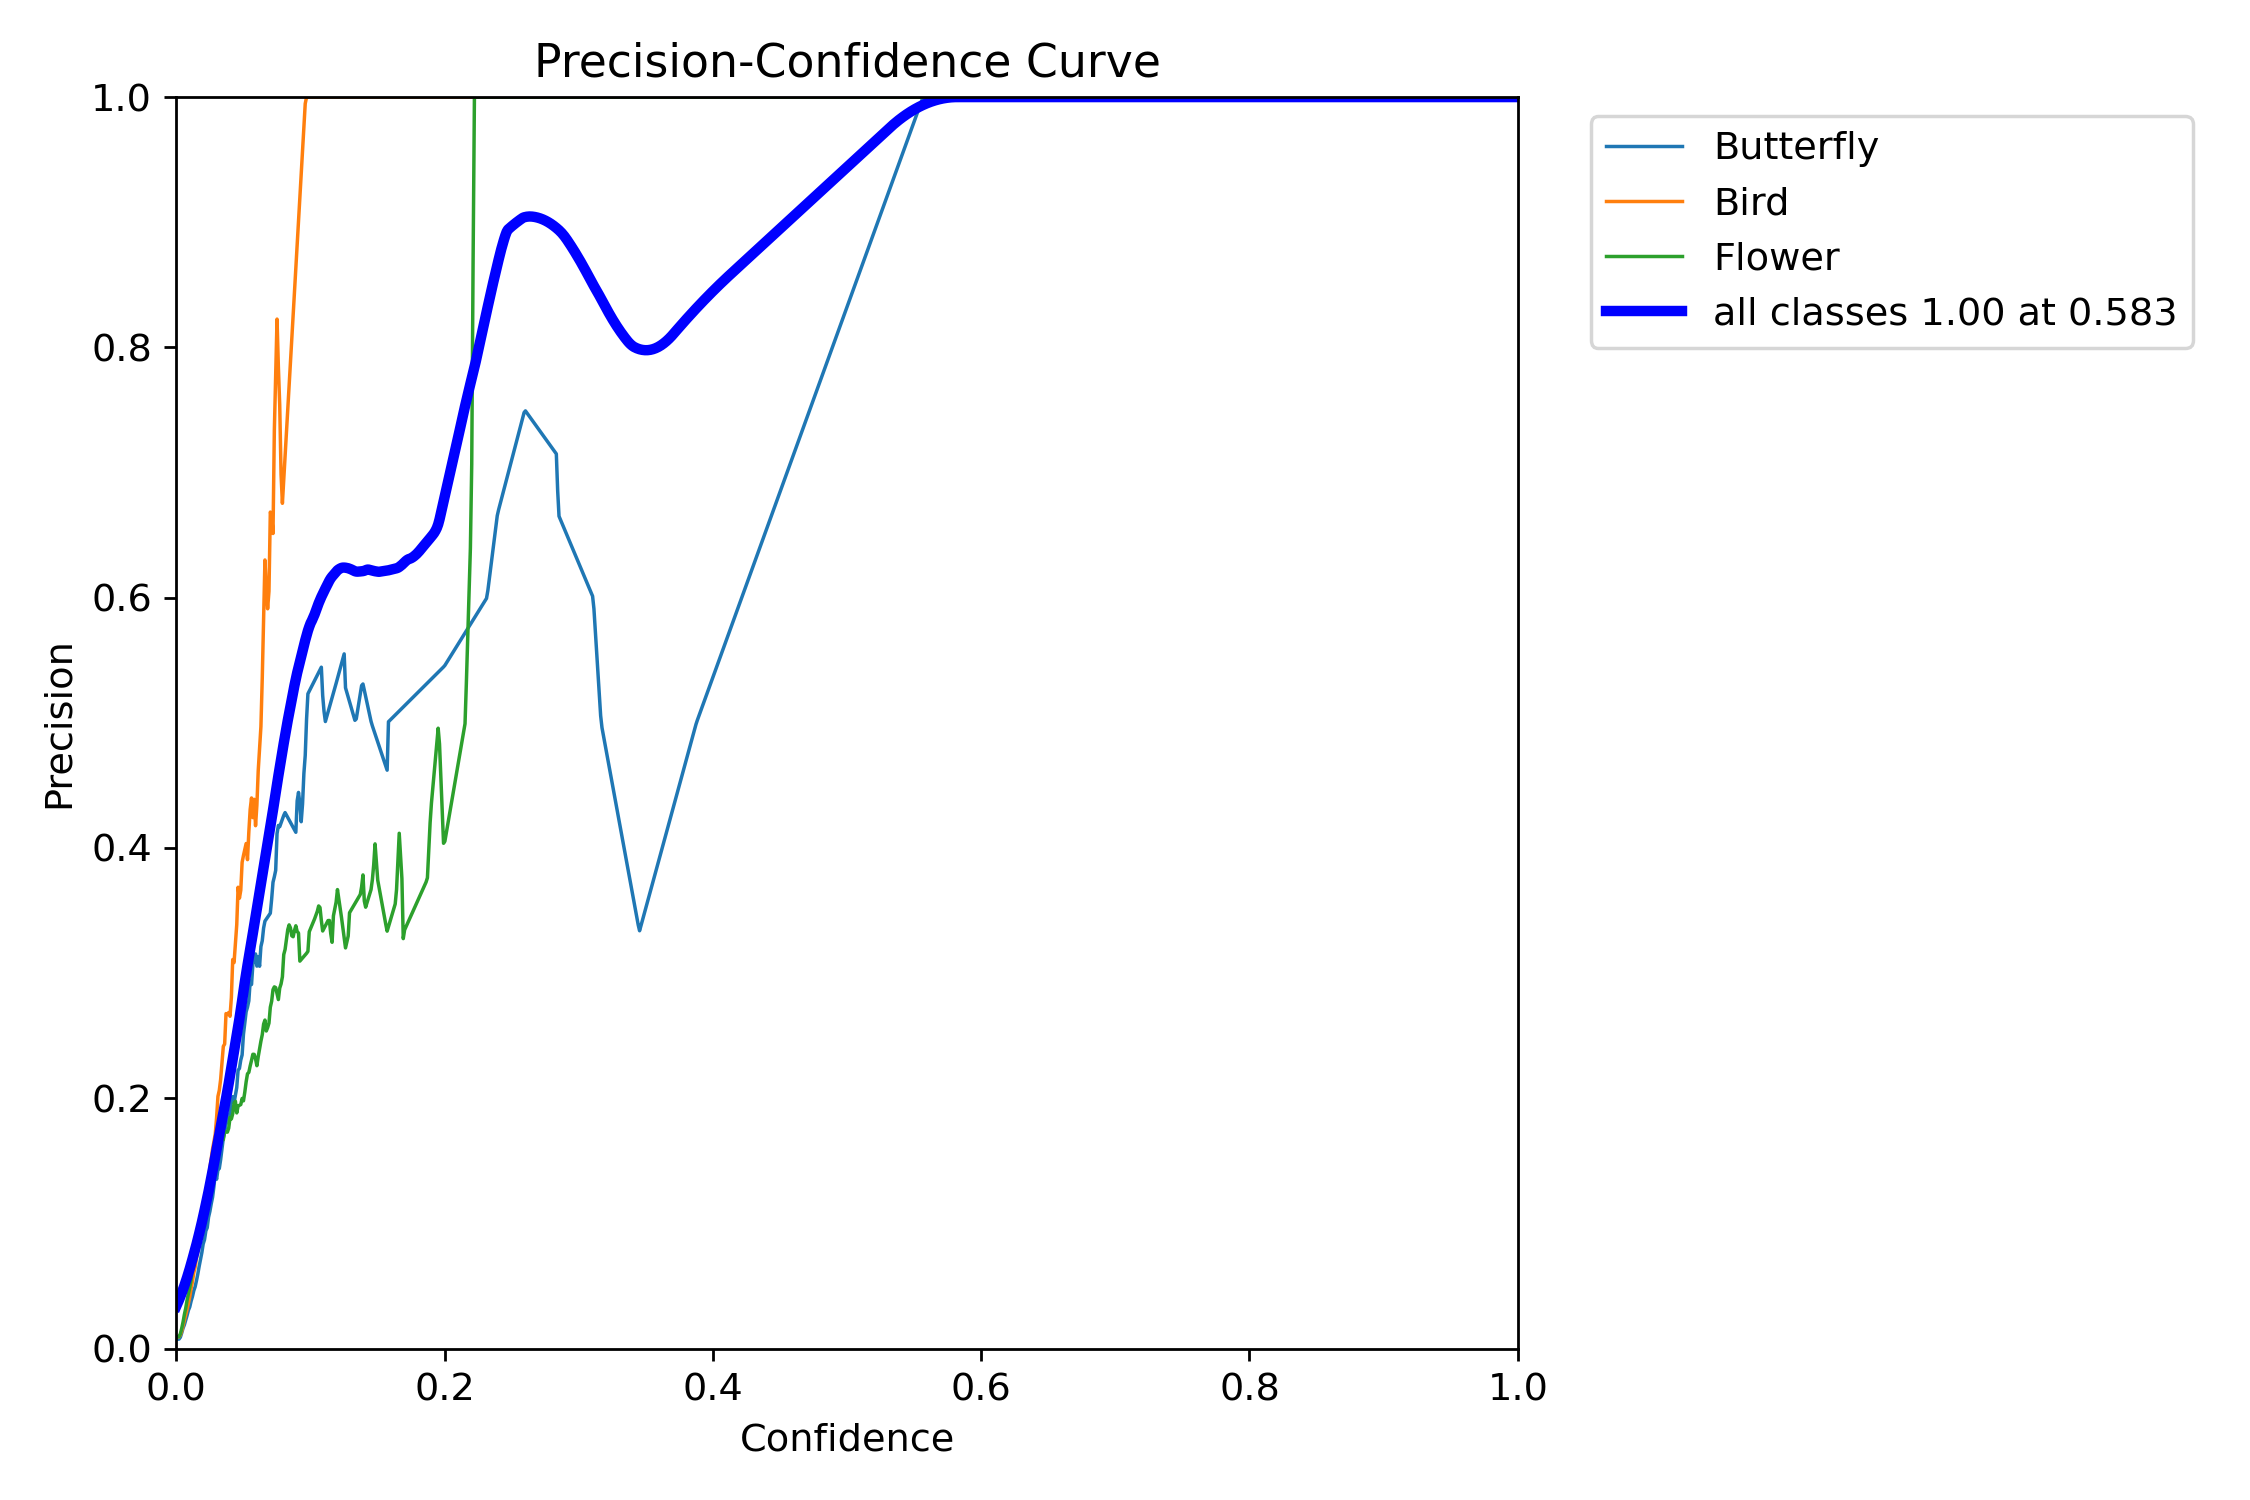 Precision-Confidence Curve
1.0
0.8
0.6
0.4
0.2
0.0
Precision
0.0 0.2 0.4 0.6 0.8 1.0
Confidence
Butterfly
Bird
Flower
all classes 1.00 at 0.583